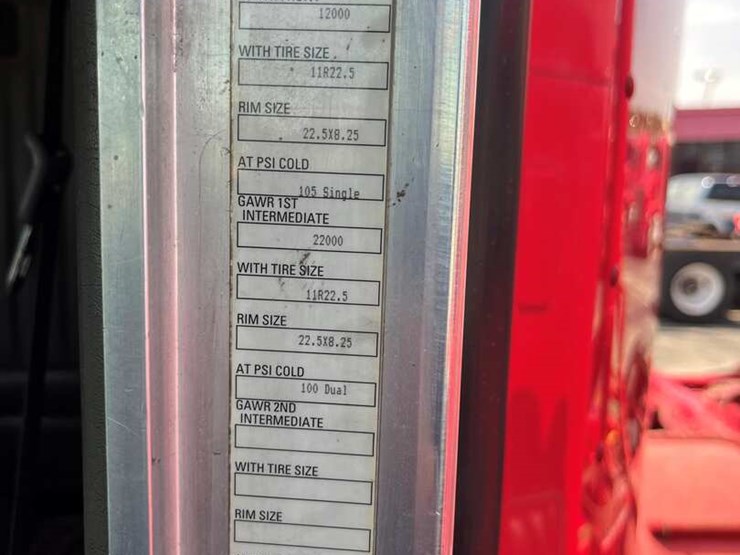 12000
WITH TIRE SIZE
11R22.5
RIM SIZE
22.5X8.25
AT PSI COLD
105 Single
GAWR 1ST
INTERMEDIATE
22000
WITH TIRE SIZE
11R22.5
RIM SIZE
22.5X8.25
AT PSI COLD
100 Dual
GAWR 2ND
INTERMEDIATE
WITH TIRE SIZE
RIM SIZE